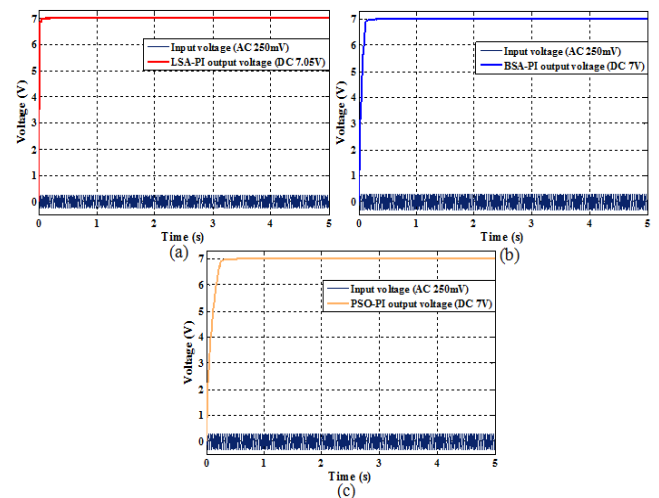 7
6
5
4
3
2
1
0
Voltage (V)
Input voltage (AC 250mV)
LSA-PI output voltage (DC 7.05V)
0 1 2 3 4 5
Time (s)
(a)
7
6
5
4
3
2
1
0
Voltage (V)
Input voltage (AC 250mV)
BSA-PI output voltage (DC 7V)
0 1 2 3 4 5
Time (s)
(b)
7
6
5
4
3
2
1
0
Voltage (V)
Input voltage (AC 250mV)
PSO-PI output voltage (DC 7V)
0 1 2 3 4 5
Time (s)
(c)